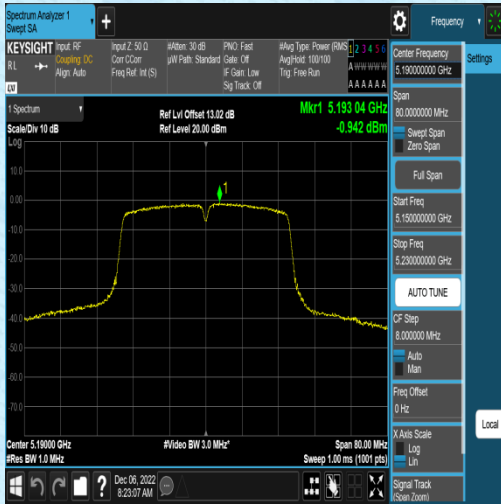 Spectrum Analyzer 1
Swept SA
Frequency
KEYSIGHT
Input: RF
Input Z: 50 Ω
#Atten: 30 dB
PNO: Fast
#Avg Type: Power (RMS
1 2 3 4 5 6
R L
Coupling: DC
Corr CCorr
µW Path: Standard
Gate: Off
Avg|Hold: 100/100
A W W W W W
Align: Auto
Freq Ref: Int (S)
IF Gain: Low
Trig: Free Run
Sig Track: Off
A A A A A A
LXI
1 Spectrum
Ref Lvl Offset 13.02 dB
Mkr1 5.193 04 GHz
Scale/Div 10 dB
Ref Level 20.00 dBm
-0.942 dBm
Log
10.0
0.00
-10.0
-20.0
-30.0
-40.0
-50.0
-60.0
-70.0
1
Center 5.19000 GHz
#Video BW 3.0 MHz*
Span 80.00 MHz
#Res BW 1.0 MHz
Sweep 1.00 ms (1001 pts)
Center Frequency
5.190000000 GHz
Settings
Span
80.0000000 MHz
Swept Span
Zero Span
Full Span
Start Freq
5.150000000 GHz
Stop Freq
5.230000000 GHz
AUTO TUNE
CF Step
8.000000 MHz
Auto
Man
Freq Offset
0 Hz
X Axis Scale
Log
Lin
Local
Signal Track
(Span Zoom)
Dec 06, 2022
8:23:07 AM